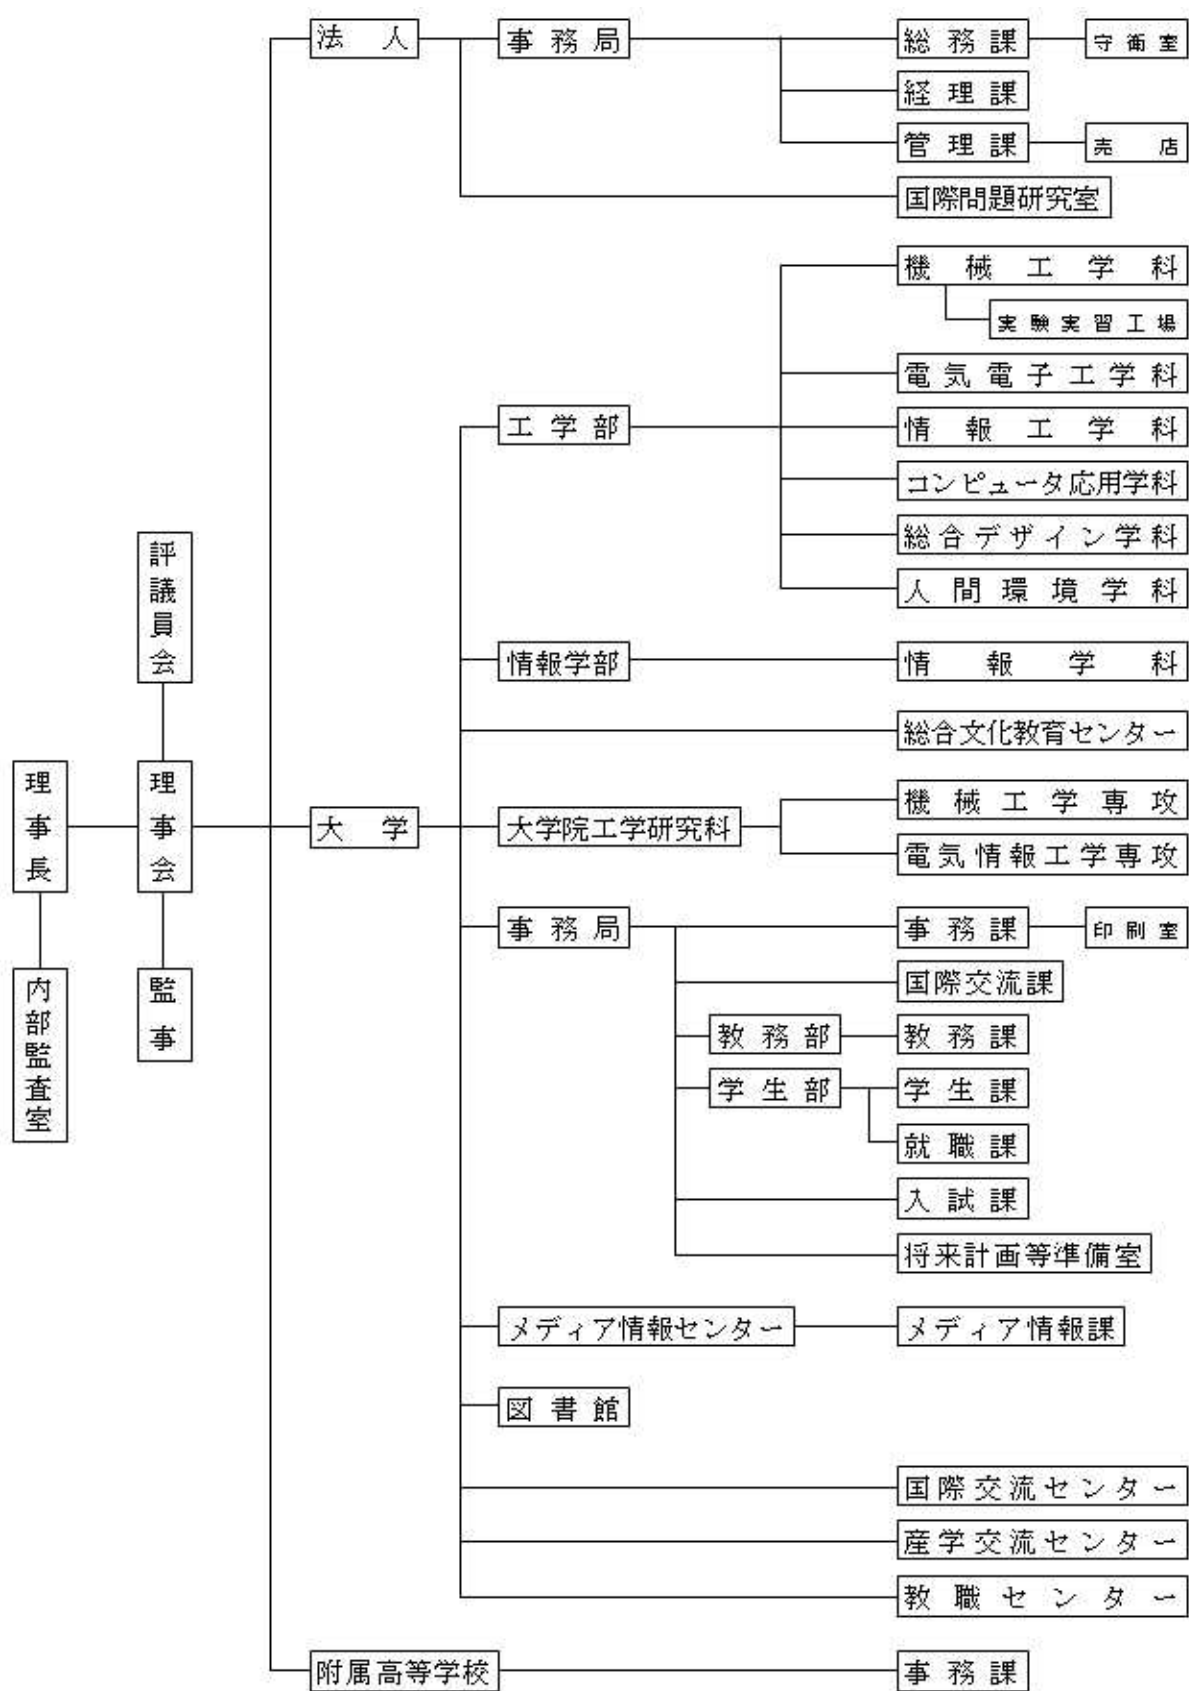 法人
事務局
総務課
守衛室
経理課
管理課
売店
国際問題研究室
機械工学科
実験実習工場
電気電子工学科
工学部
情報工学科
コンピュータ応用学科
総合デザイン学科
人間環境学科
評議員会
情報学部
情報学科
総合文化教育センター
理事長
理事会
大学
大学院工学研究科
機械工学専攻
電気情報工学専攻
事務局
事務課
印刷室
内部監査室
監事
国際交流課
教務部
教務課
学生部
学生課
就職課
入試課
将来計画等準備室
メディア情報センター
メディア情報課
図書館
国際交流センター
産学交流センター
教職センター
附属高等学校
事務課